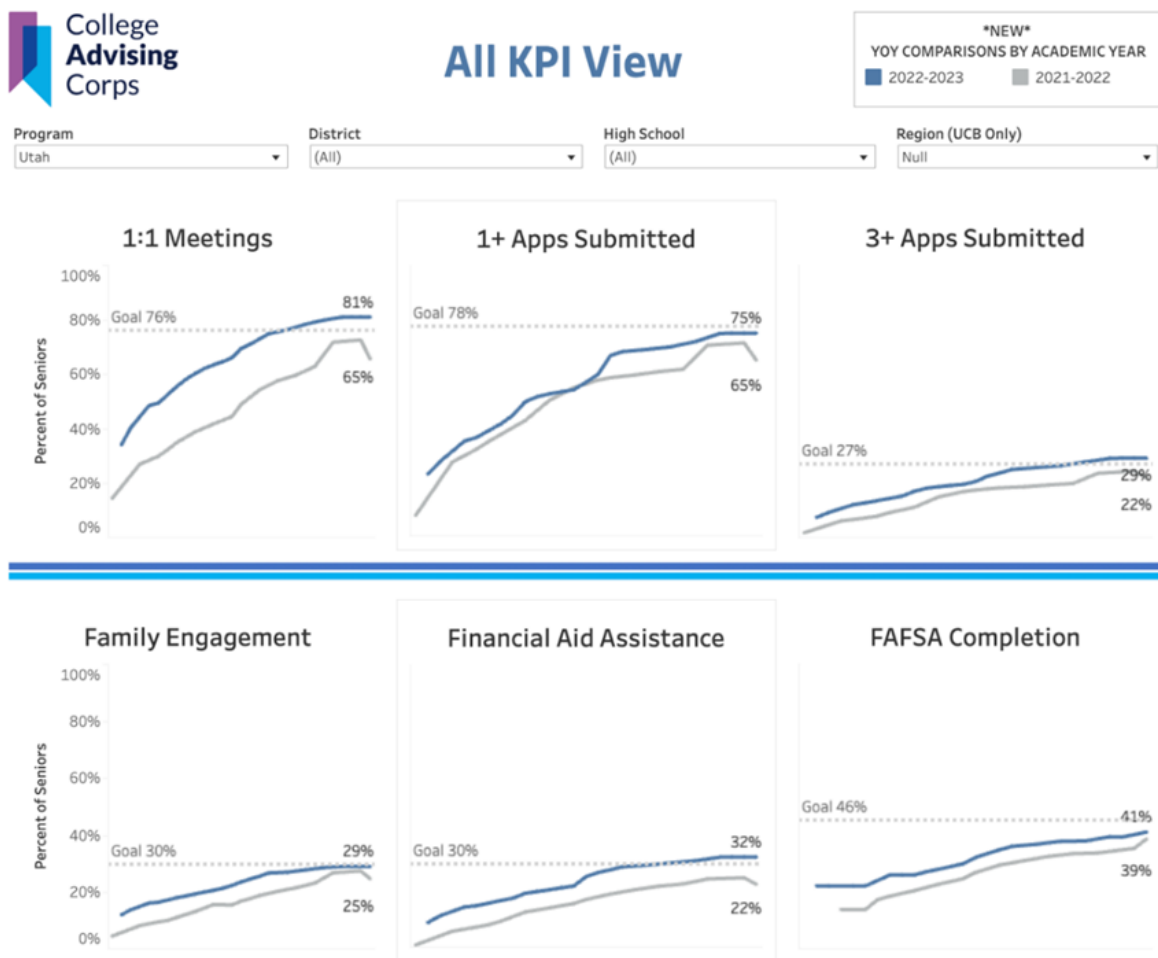 College
Advising
Corps
All KPI View
*NEW*
YOY COMPARISONS BY ACADEMIC YEAR
2022-2023 2021-2022
Program District High School Region (UCB Only)
Utah (All) (All) Null
1:1 Meetings
Percent of Seniors
100%
80%
60%
40%
20%
0%
Goal 76%
81%
65%
1+ Apps Submitted
Goal 78%
75%
65%
3+ Apps Submitted
Goal 27%
29%
22%
Family Engagement
Percent of Seniors
100%
80%
60%
40%
20%
0%
Goal 30%
29%
25%
Financial Aid Assistance
Goal 30%
32%
22%
FAFSA Completion
Goal 46%
41%
39%